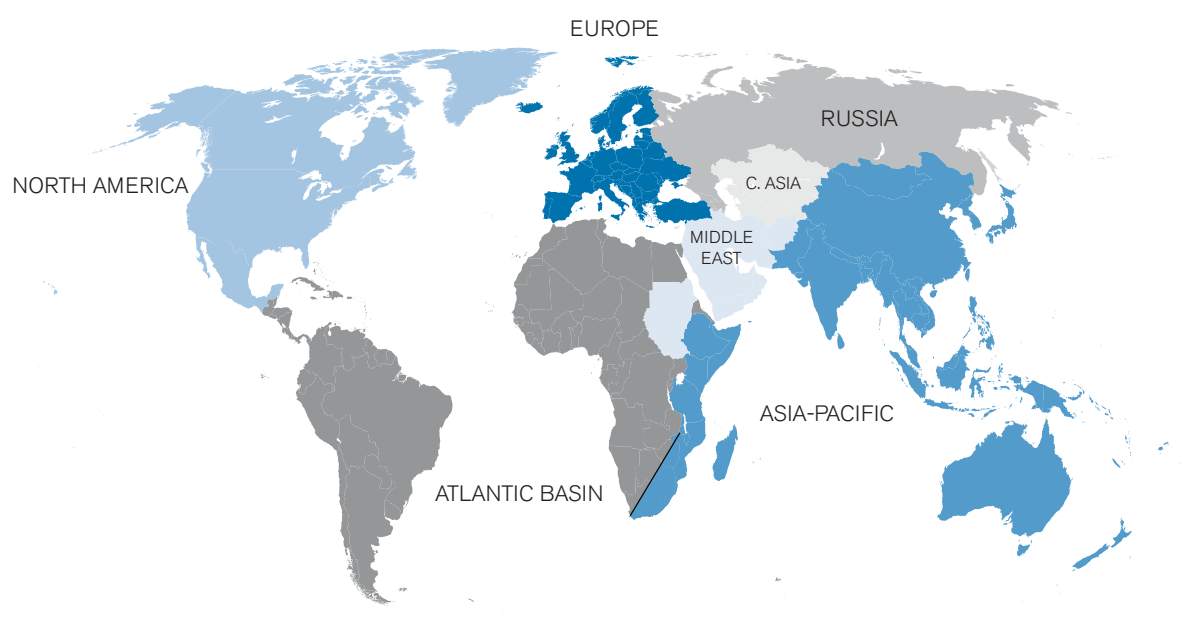 EUROPE
RUSSIA
NORTH AMERICA
C. ASIA
MIDDLE
EAST
ASIA-PACIFIC
ATLANTIC BASIN